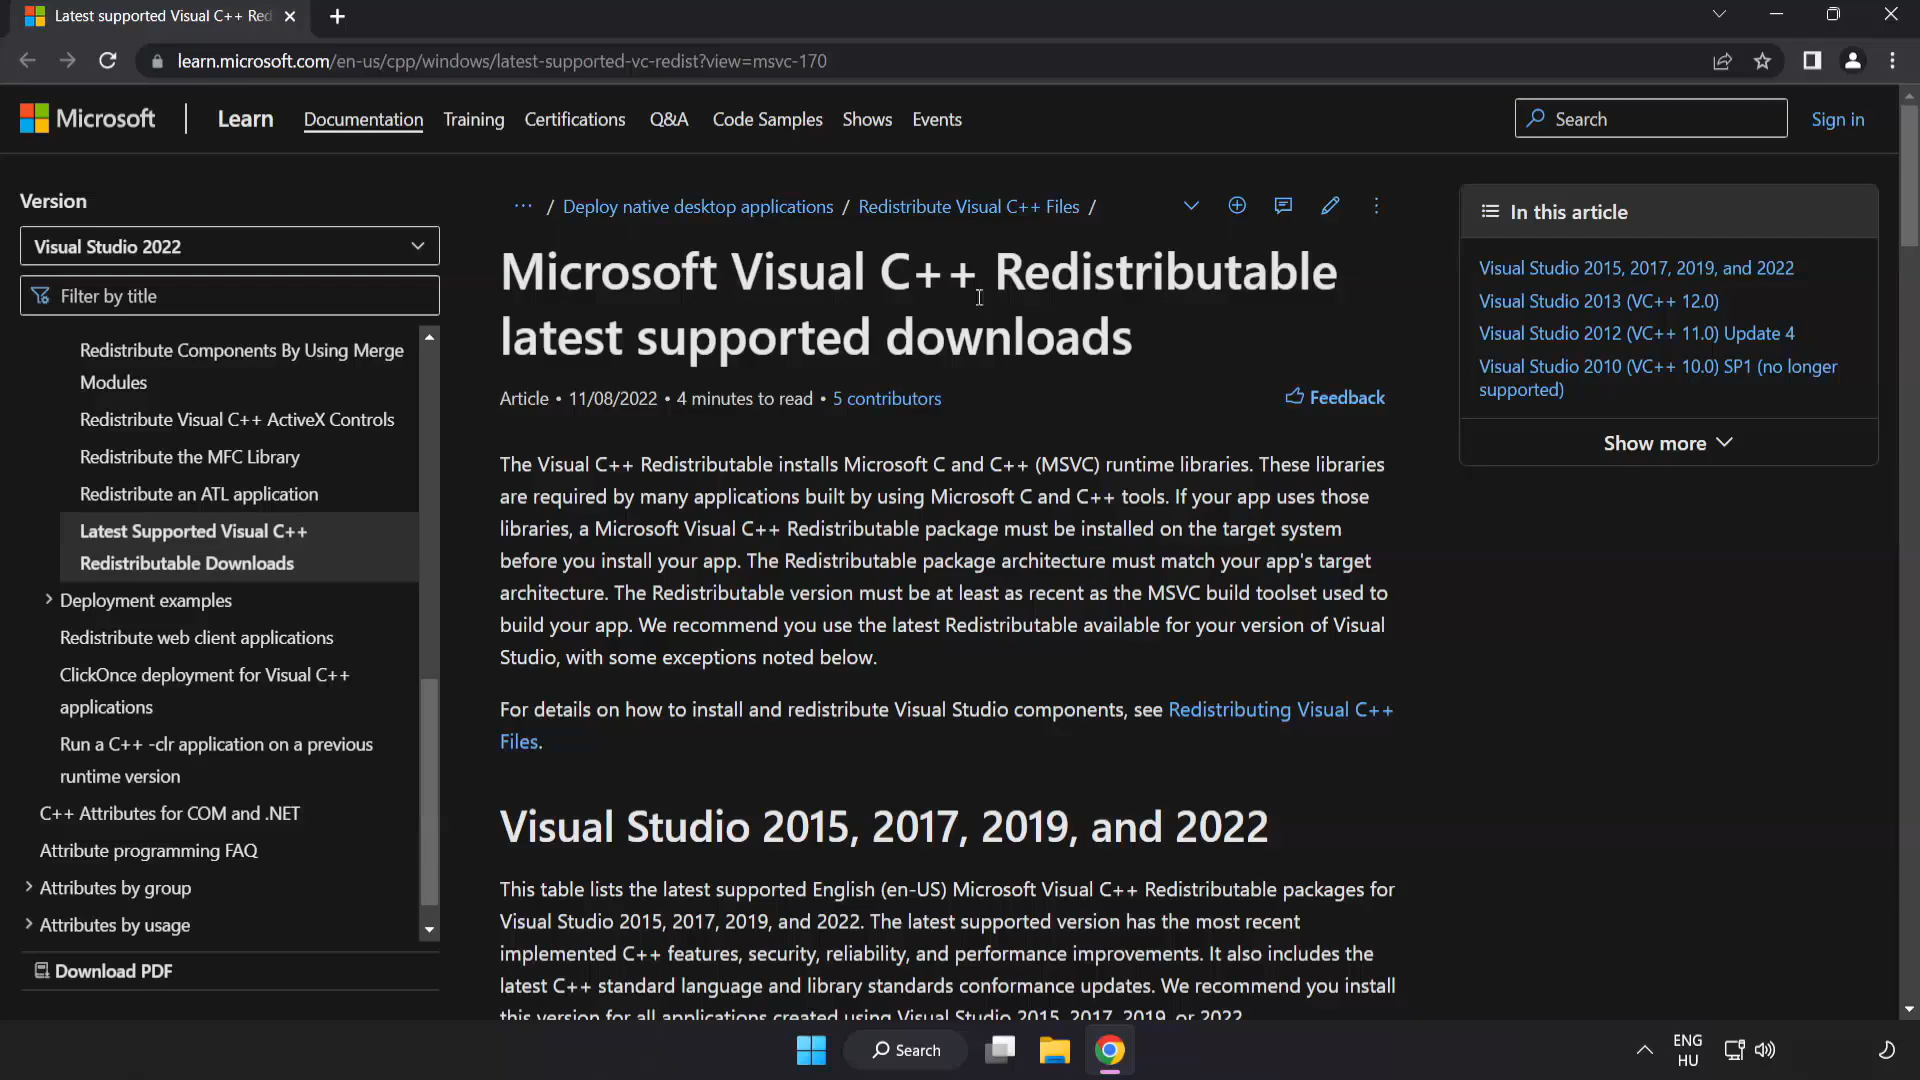 Latest supported Visual C++ Red
learn.microsoft.com/en-us/cpp/windows/latest-supported-vc-redist?view=msvc-170
Microsoft
Learn
Documentation
Training
Certifications
Q&A
Code Samples
Shows
Events
Search
Sign in
Version
Visual Studio 2022
Filter by title
Redistribute Components By Using Merge
Modules
Redistribute Visual C++ ActiveX Controls
Redistribute the MFC Library
Redistribute an ATL application
Latest Supported Visual C++
Redistributable Downloads
Deployment examples
Redistribute web client applications
ClickOnce deployment for Visual C++
applications
Run a C++ -clr application on a previous
runtime version
C++ Attributes for COM and .NET
Attribute programming FAQ
Attributes by group
Attributes by usage
Download PDF
… / Deploy native desktop applications / Redistribute Visual C++ Files /
Microsoft Visual C++ Redistributable
latest supported downloads
Article • 11/08/2022 • 4 minutes to read • 5 contributors
Feedback
The Visual C++ Redistributable installs Microsoft C and C++ (MSVC) runtime libraries. These libraries
are required by many applications built by using Microsoft C and C++ tools. If your app uses those
libraries, a Microsoft Visual C++ Redistributable package must be installed on the target system
before you install your app. The Redistributable package architecture must match your app's target
architecture. The Redistributable version must be at least as recent as the MSVC build toolset used to
build your app. We recommend you use the latest Redistributable available for your version of Visual
Studio, with some exceptions noted below.
For details on how to install and redistribute Visual Studio components, see Redistributing Visual C++
Files.
Visual Studio 2015, 2017, 2019, and 2022
This table lists the latest supported English (en-US) Microsoft Visual C++ Redistributable packages for
Visual Studio 2015, 2017, 2019, and 2022. The latest supported version has the most recent
implemented C++ features, security, reliability, and performance improvements. It also includes the
latest C++ standard language and library standards conformance updates. We recommend you install
this version for all applications created using Visual Studio 2015, 2017, 2019, or 2022.
In this article
Visual Studio 2015, 2017, 2019, and 2022
Visual Studio 2013 (VC++ 12.0)
Visual Studio 2012 (VC++ 11.0) Update 4
Visual Studio 2010 (VC++ 10.0) SP1 (no longer
supported)
Show more
Search
ENG
HU